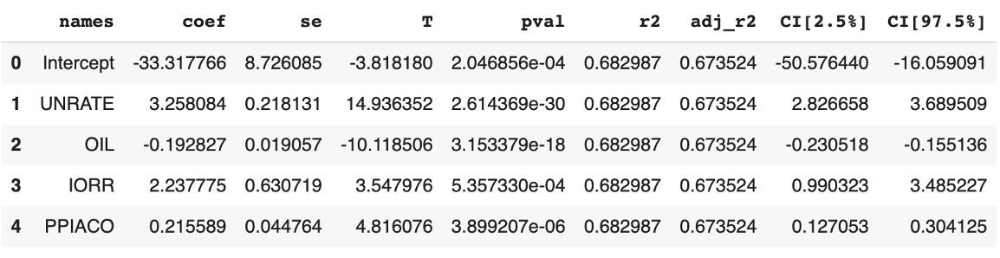 names coef se T pval r2 adj_r2 CI[2.5%] CI[97.5%]
0 Intercept -33.317766 8.726085 -3.818180 2.046856e-04 0.682987 0.673524 -50.576440 -16.059091
1 UNRATE 3.258084 0.218131 14.936352 2.614369e-30 0.682987 0.673524 2.826658 3.689509
2 OIL -0.192827 0.019057 -10.118506 3.153379e-18 0.682987 0.673524 -0.230518 -0.155136
3 IORR 2.237775 0.630719 3.547976 5.357330e-04 0.682987 0.673524 0.990323 3.485227
4 PPIACO 0.215589 0.044764 4.816076 3.899207e-06 0.682987 0.673524 0.127053 0.304125